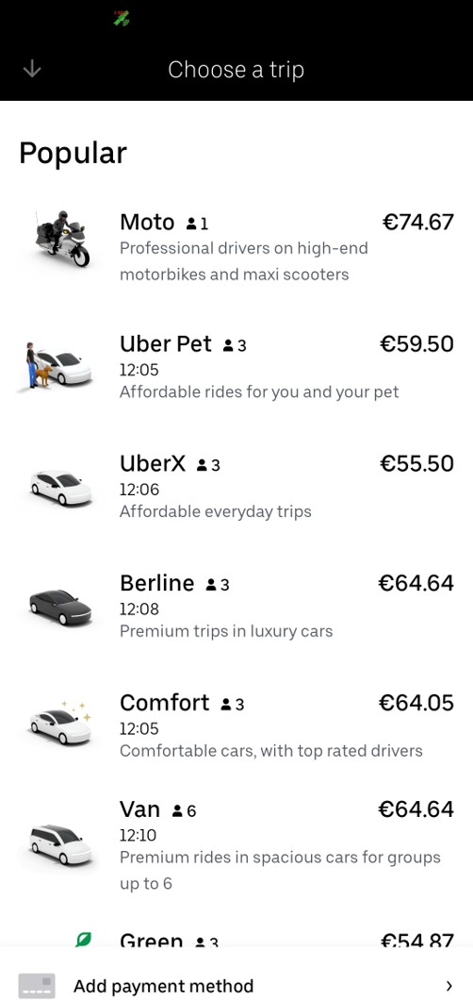 Choose a trip
Popular
Moto 1 €74.67
Professional drivers on high-end
motorbikes and maxi scooters
Uber Pet 3 €59.50
12:05
Affordable rides for you and your pet
UberX 3 €55.50
12:06
Affordable everyday trips
Berline 3 €64.64
12:08
Premium trips in luxury cars
Comfort 3 €64.05
12:05
Comfortable cars, with top rated drivers
Van 6 €64.64
12:10
Premium rides in spacious cars for groups
up to 6
Green 3 €54.87
Add payment method